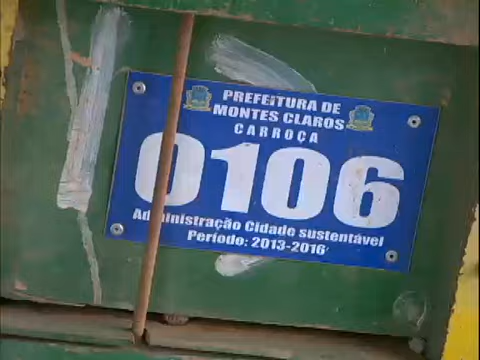 PREFEITURA DE
MONTES CLAROS
CARROÇA
0106
Administração Cidade sustentável
Período: 2013-2016